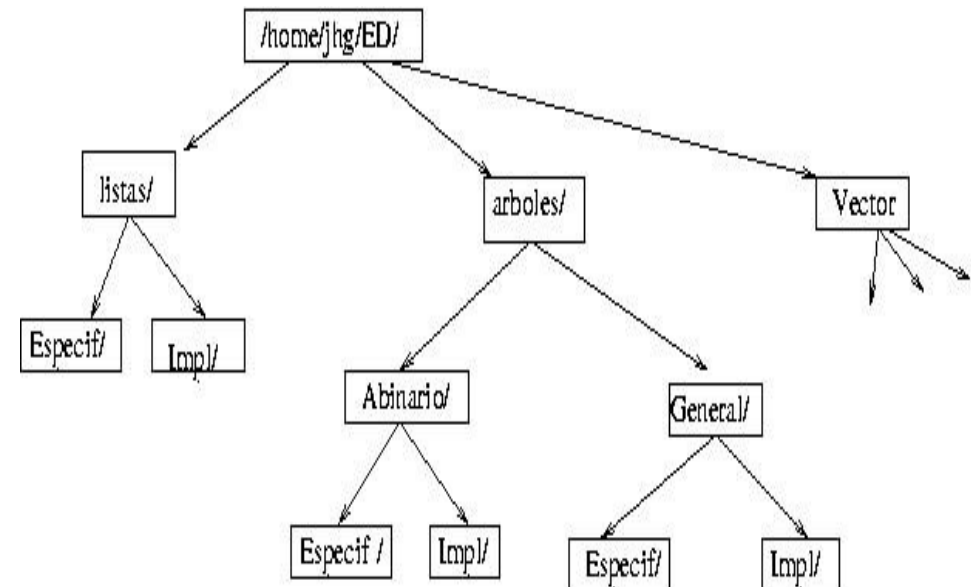 /home/jhg/ED/
listas/
arboles/
Vector
Especif/
Impl/
Abinario/
General/
Especif /
Impl/
Especif/
Impl/